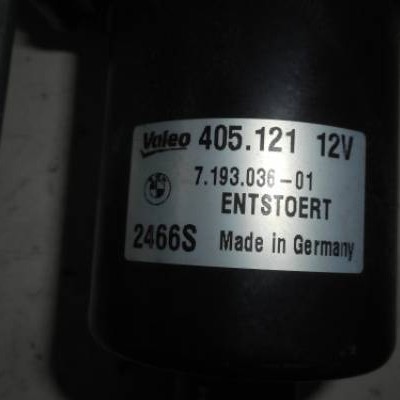 Valeo 405.121 12V
7.193.036-01
ENTSTOERT
2466S Made in Germany